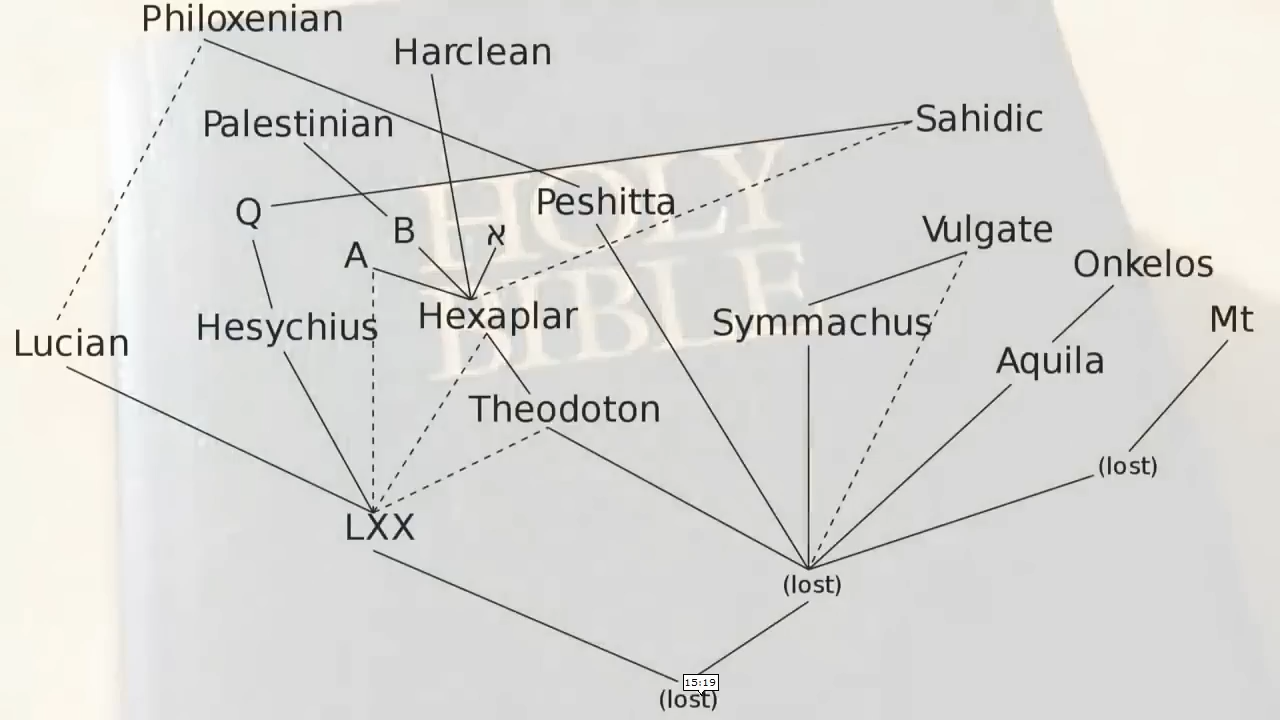 Philoxenian
Harclean
Palestinian
Sahidic
Peshitta
Q
B
א
Vulgate
A
Onkelos
Hexaplar
Symmachus
Mt
Hesychius
Lucian
Aquila
Theodoton
(lost)
LXX
(lost)
15:19
(lost)
HOLY
BIBLE